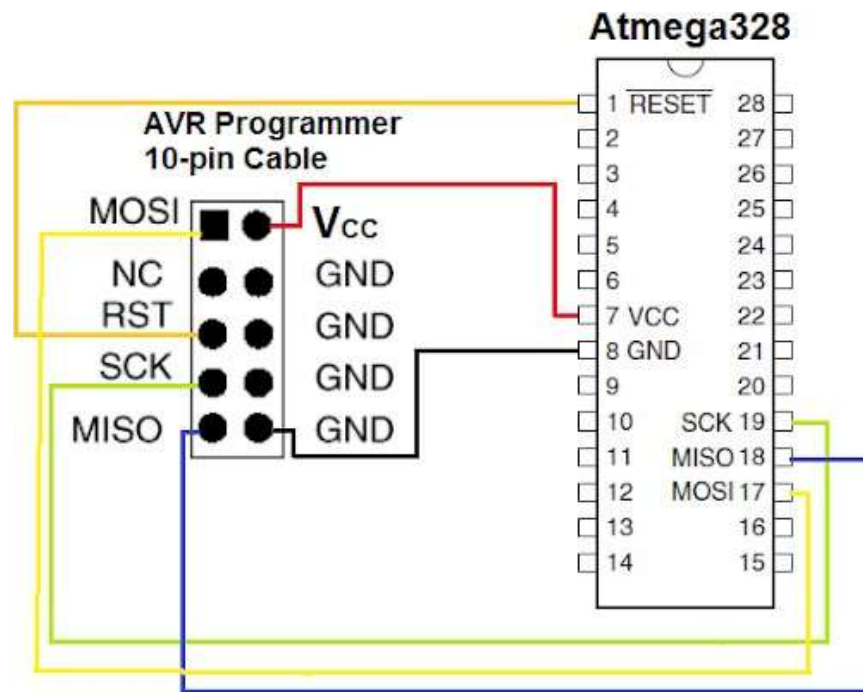 Atmega328
AVR Programmer
10-pin Cable
MOSI VCC
NC GND
RST GND
SCK GND
MISO GND
1 RESET 28
2 27
3 26
4 25
5 24
6 23
7 VCC 22
8 GND 21
9 20
10 SCK 19
11 MISO 18
12 MOSI 17
13 16
14 15